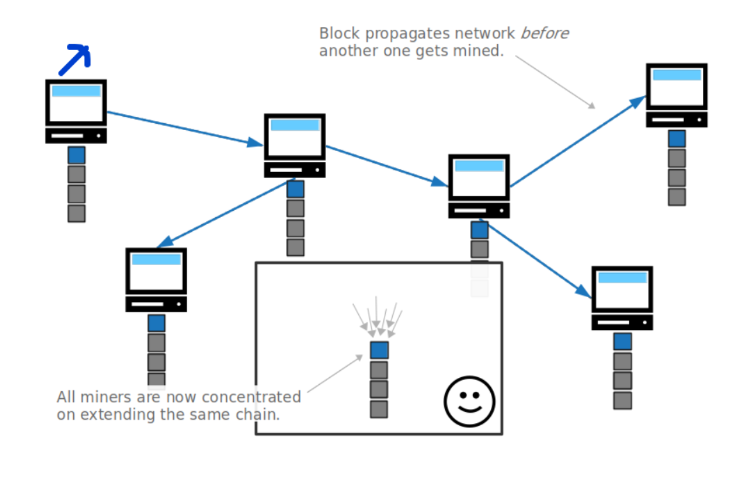 Block propagates network before
another one gets mined.
All miners are now concentrated
on extending the same chain.